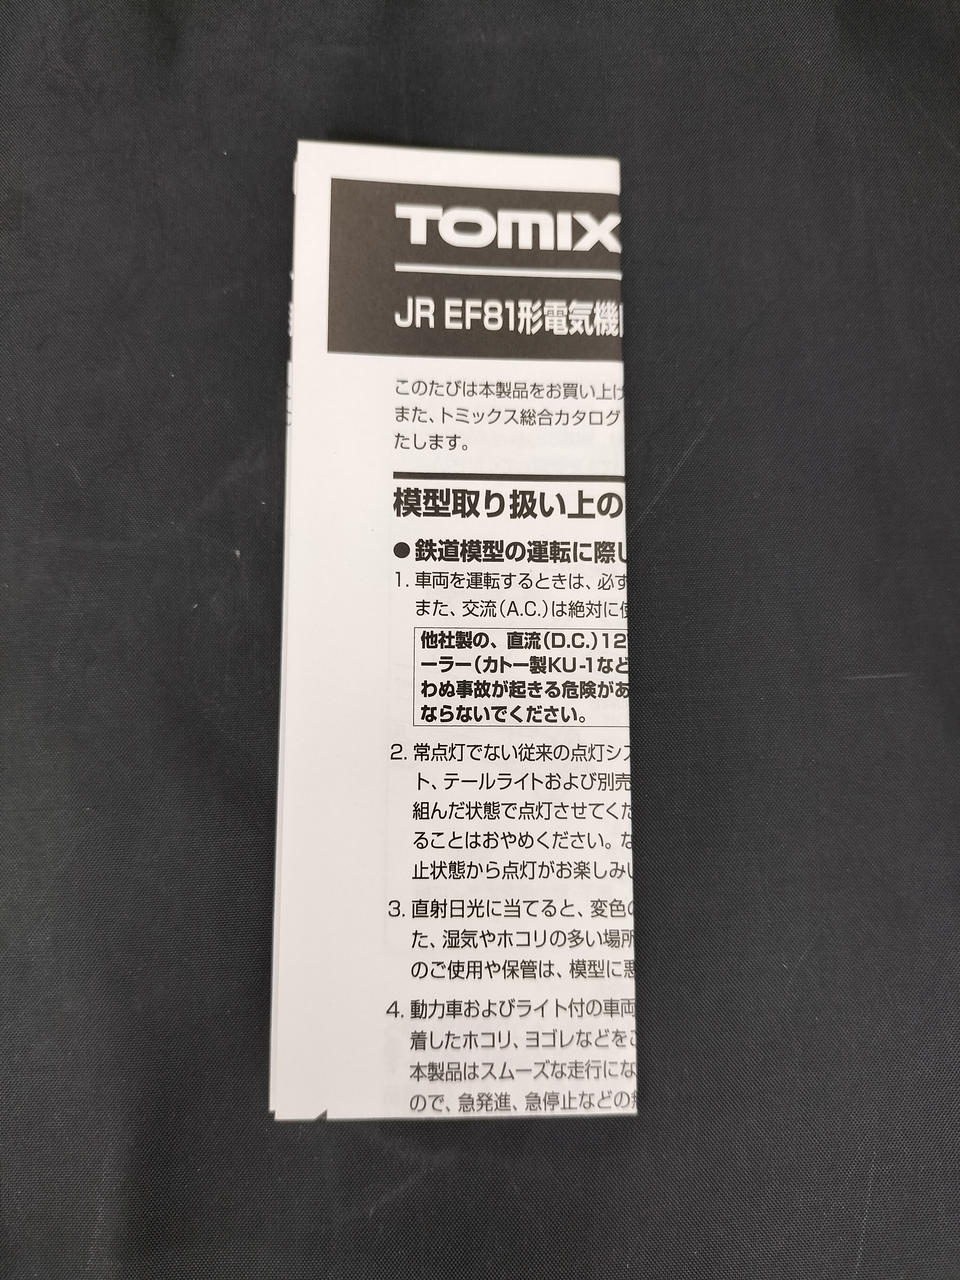 TOMIX
JR EF81形電気機
このたびは本製品をお買い上げ
また、トミックス総合カタログ
たします。
模型取り扱い上の
●鉄道模型の運転に際し
1. 車両を運転するときは、必ず
また、交流(A.C.)は絶対に
他社製の、直流(D.C.)12
ーラー(カトー製KU-1など
わぬ事故が起きる危険があ
ならないでください。
2. 常点灯でない従来の点灯シス
ト、テールライトおよび別売
組んだ状態で点灯させてくだ
ることはおやめください。な
止状態から点灯がお楽しみい
3. 直射日光に当てると、変色の
た、湿気やホコリの多い場所
のご使用や保管は、模型に悪
4. 動力車およびライト付の車両
着したホコリ、ヨゴレなどをこ
本製品はスムーズな走行にな
ので、急発進、急停止などの